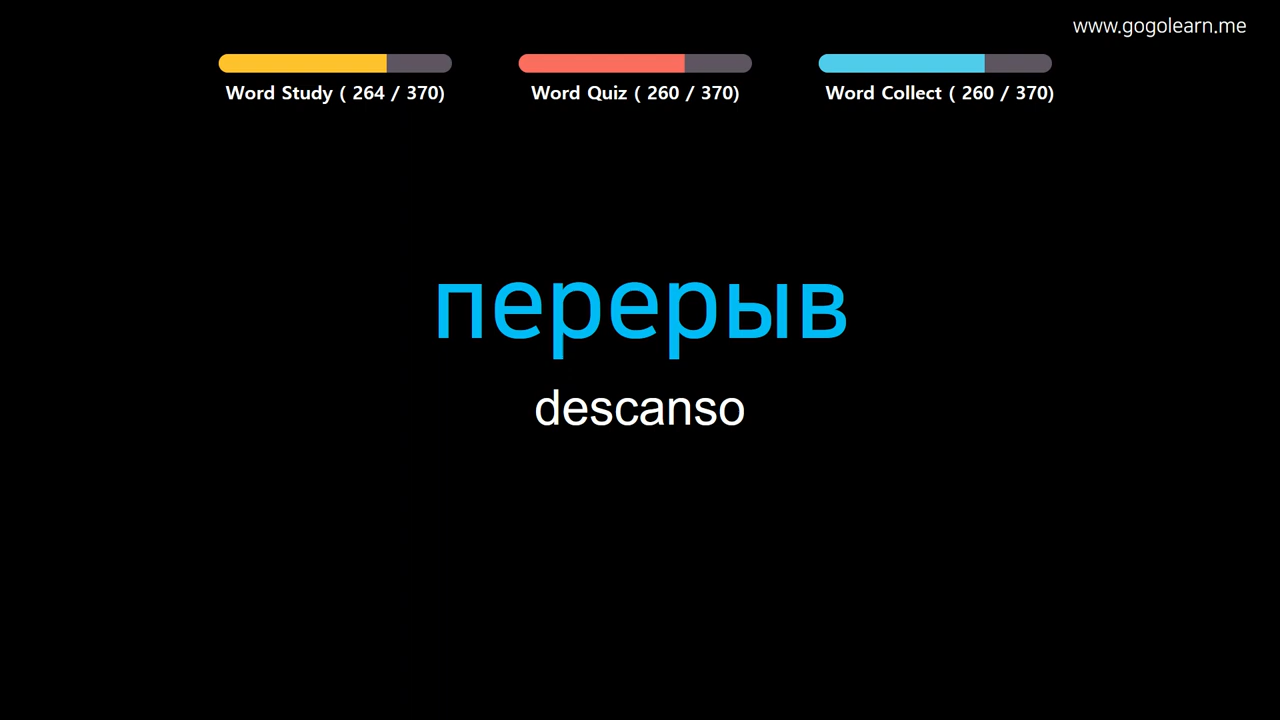 www.gogolearn.me
Word Study ( 264 / 370)
Word Quiz ( 260 / 370)
Word Collect ( 260 / 370)
перерыв
descanso